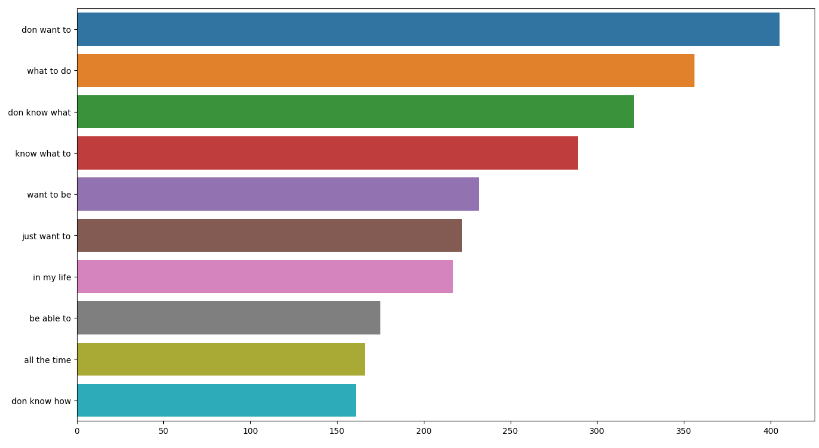 don want to
what to do
don know what
know what to
want to be
just want to
in my life
be able to
all the time
don know how
0 50 100 150 200 250 300 350 400